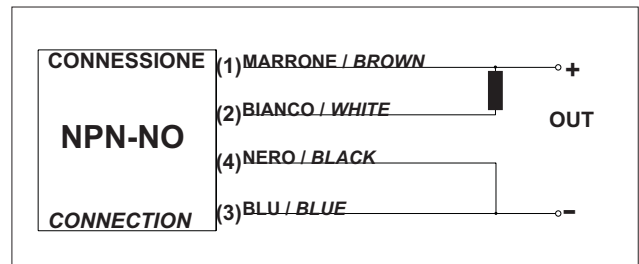 CONNESSIONE (1) MARRONE / BROWN +
(2) BIANCO / WHITE
OUT
NPN-NO
(4) NERO / BLACK
CONNECTION (3) BLU / BLUE -